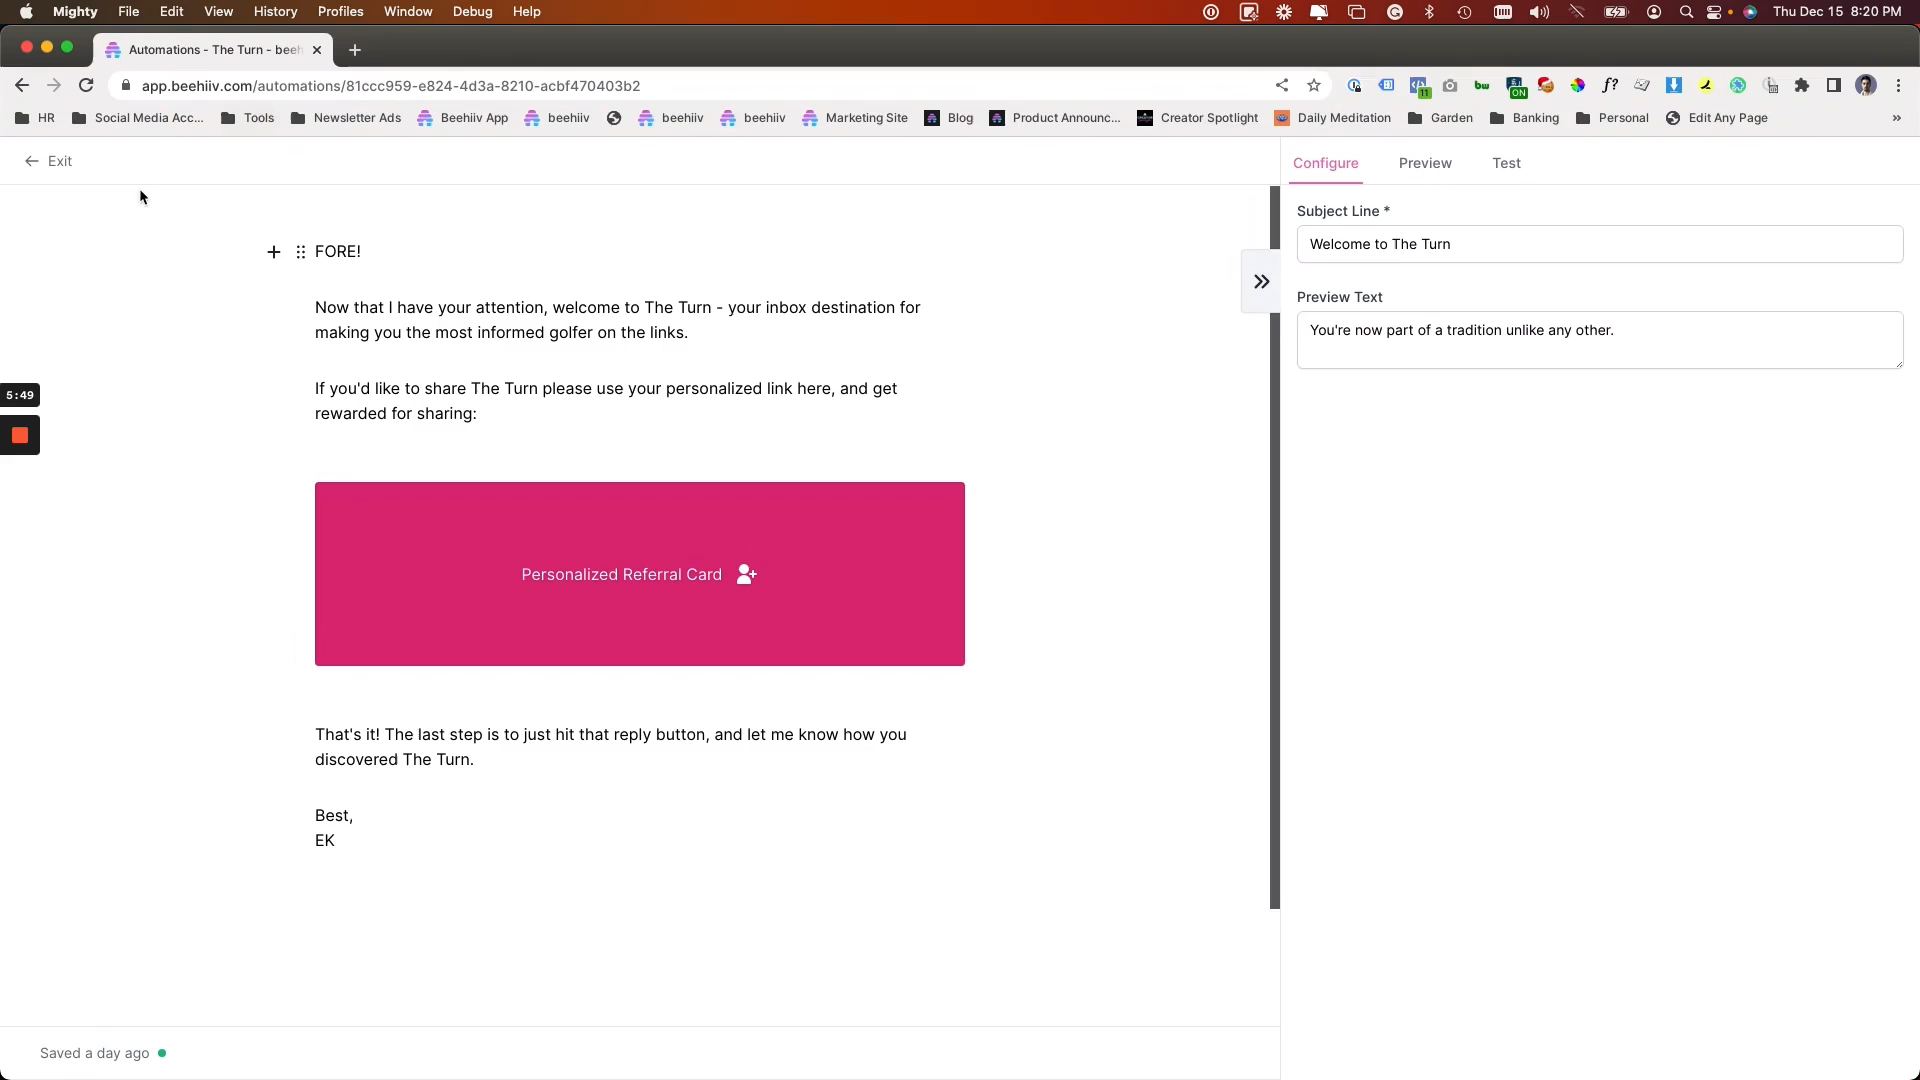 Mighty File Edit View History Profiles Window Debug Help Thu Dec 15 8:20 PM
Automations - The Turn - beeh
app.beehiiv.com/automations/81ccc959-e824-4d3a-8210-acbf470403b2
HR Social Media Acc... Tools Newsletter Ads Beehiiv App beehiiv beehiiv beehiiv Marketing Site Blog Product Announc... Creator Spotlight Daily Meditation Garden Banking Personal Edit Any Page
Exit
Configure Preview Test
Subject Line *
Welcome to The Turn
Preview Text
You're now part of a tradition unlike any other.
FORE!
Now that I have your attention, welcome to The Turn - your inbox destination for
making you the most informed golfer on the links.
If you'd like to share The Turn please use your personalized link here, and get
rewarded for sharing:
5:49
Personalized Referral Card
That's it! The last step is to just hit that reply button, and let me know how you
discovered The Turn.
Best,
EK
Saved a day ago